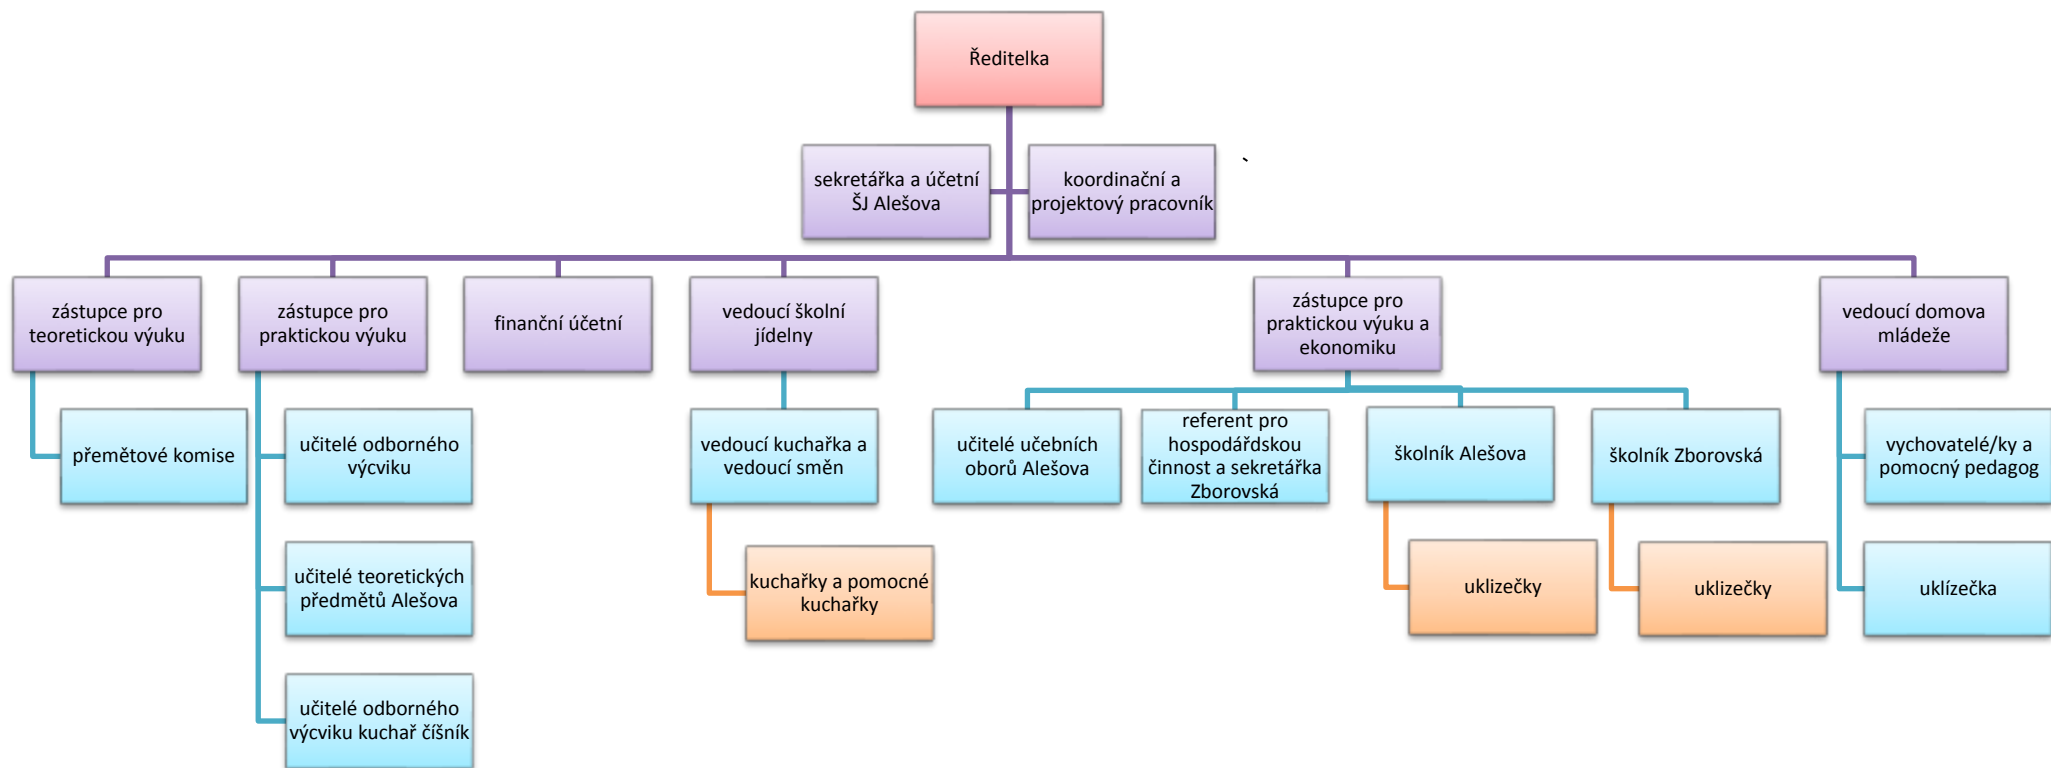 Ředitelka
sekretářka a účetní
ŠJ Alešova
koordinační a
projektový pracovník
zástupce pro
teoretickou výuku
zástupce pro
praktickou výuku
finanční účetní
vedoucí školní
jídelny
zástupce pro
praktickou výuku a
ekonomiku
vedoucí domova
mládeže
přemětové komise
učitelé odborného
výcviku
vedoucí kuchařka a
vedoucí směn
učitelé učebních
oborů Alešova
referent pro
hospodářdskou
činnost a sekretářka
Zborovská
školník Alešova
školník Zborovská
vychovatelé/ky a
pomocný pedagog
učitelé teoretických
předmětů Alešova
kuchařky a pomocné
kuchařky
uklizečky
uklizečky
uklízečka
učitelé odborného
výcviku kuchař číšník